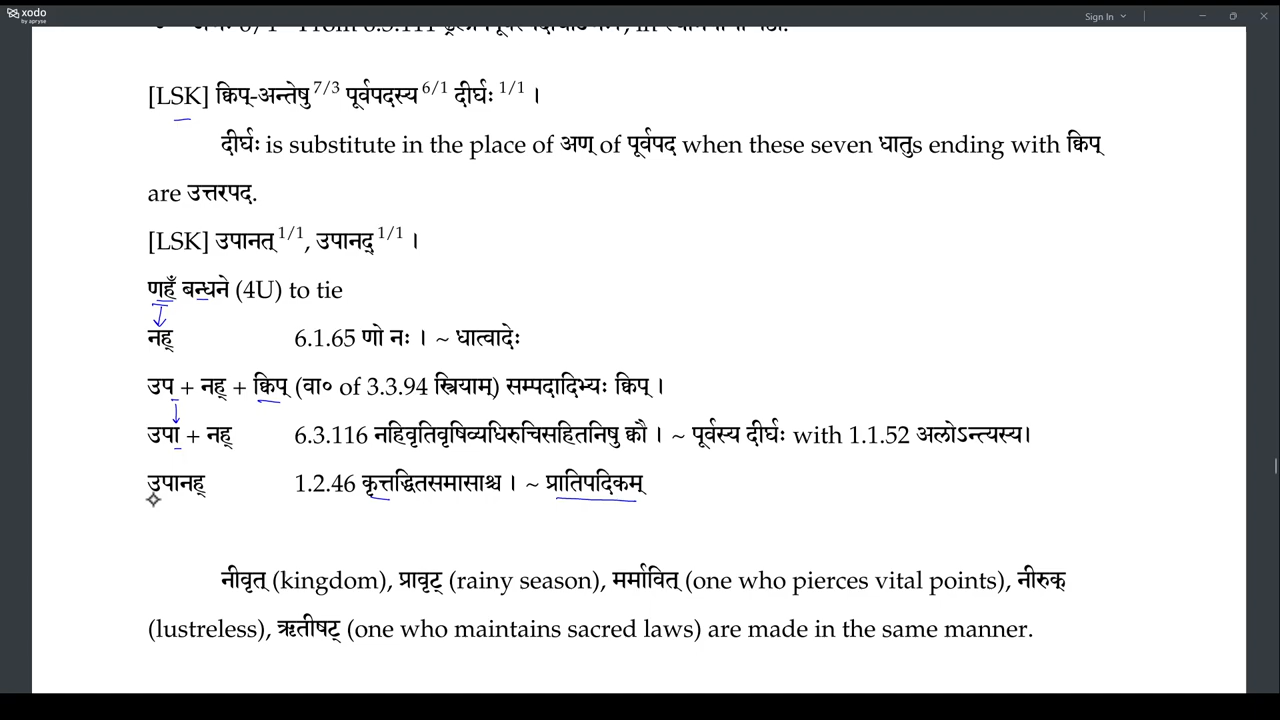 xodo
by apryse
Sign In
[LSK] क्विप्-अन्तेषु 7/3 पूर्वपदस्य 6/1 दीर्घः 1/1 ।
दीर्घः is substitute in the place of अण् of पूर्वपद when these seven धातुs ending with क्विप्
are उत्तरपद.
[LSK] उपानत् 1/1, उपानद् 1/1 ।
णहँ बन्धने (4U) to tie
नह् 6.1.65 णो नः । ~ धात्वादेः
उप + नह् + क्विप् (वा० of 3.3.94 स्त्रियाम्) सम्पदादिभ्यः क्विप् ।
उपा + नह् 6.3.116 नहिवृतिवृषिव्यधिरुचिसहितनिषु क्वौ । ~ पूर्वस्य दीर्घः with 1.1.52 अलोऽन्त्यस्य।
उपानह् 1.2.46 कृत्तद्धितसमासाश्च । ~ प्रातिपदिकम्
नीवृत् (kingdom), प्रावृट् (rainy season), मर्मावित् (one who pierces vital points), नीरुक्
(lustreless), ऋतीषट् (one who maintains sacred laws) are made in the same manner.